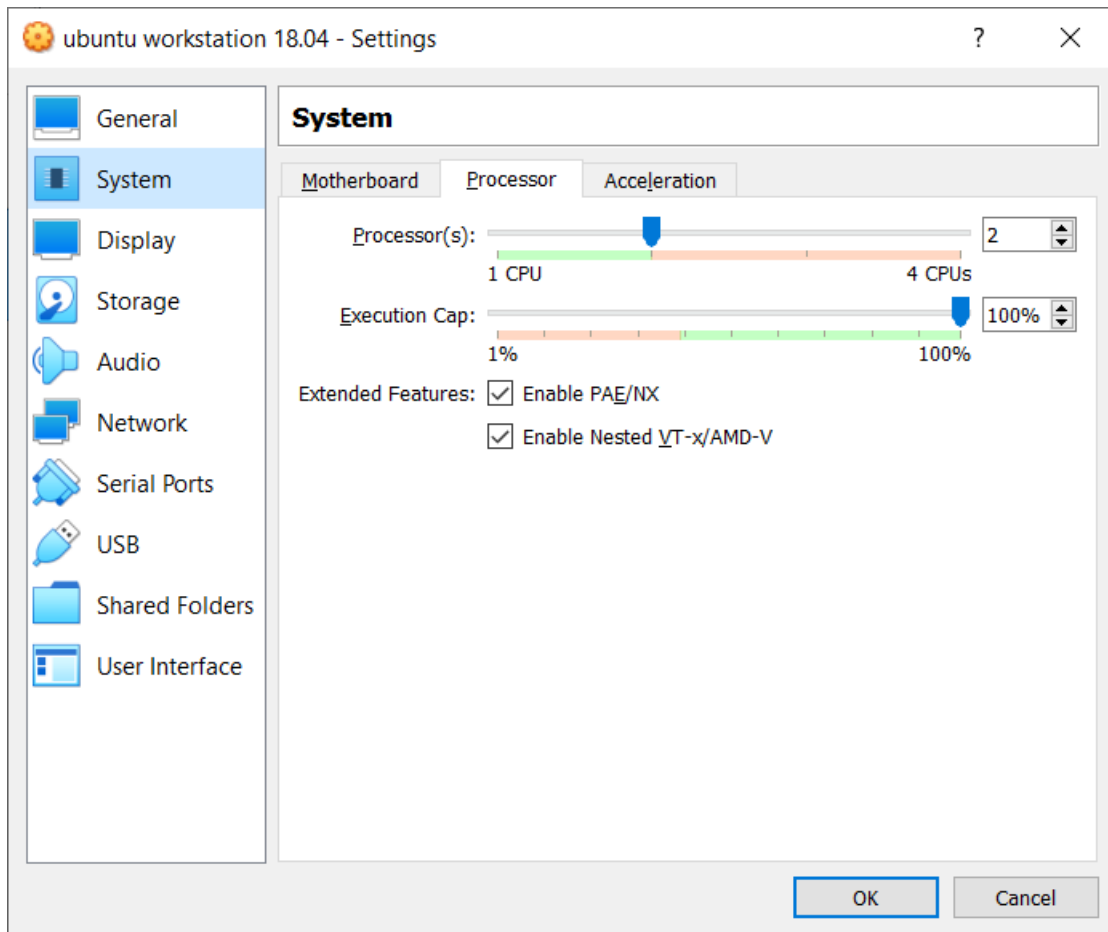 ubuntu workstation 18.04 - Settings ?
General
System
Display
Storage
Audio
Network
Serial Ports
USB
Shared Folders
User Interface
System
Motherboard Processor Acceleration
Processor(s): 2
1 CPU 4 CPUs
Execution Cap: 100%
1% 100%
Extended Features: Enable PAE/NX
Enable Nested VT-x/AMD-V
OK Cancel